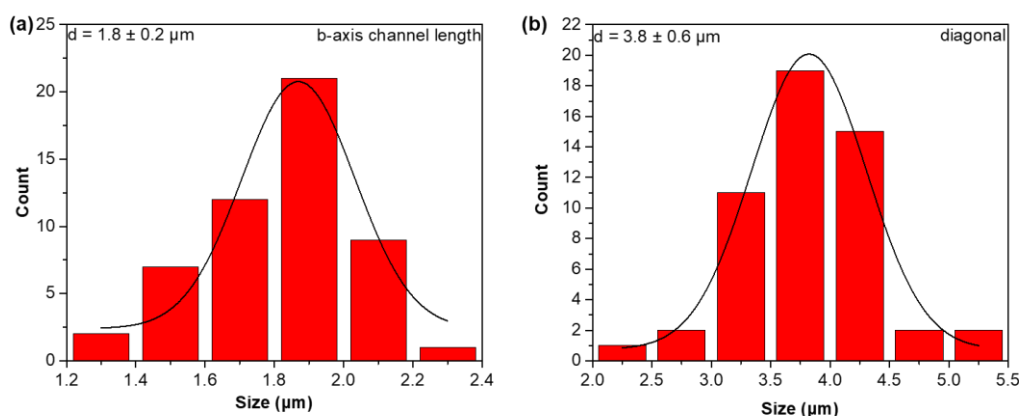 (a)
d = 1.8 ± 0.2 µm
b-axis channel length
25
20
15
10
5
0
Count
1.2 1.4 1.6 1.8 2.0 2.2 2.4
Size (µm)
(b)
d = 3.8 ± 0.6 µm
diagonal
22
20
18
16
14
12
10
8
6
4
2
0
Count
2.0 2.5 3.0 3.5 4.0 4.5 5.0 5.5
Size (µm)